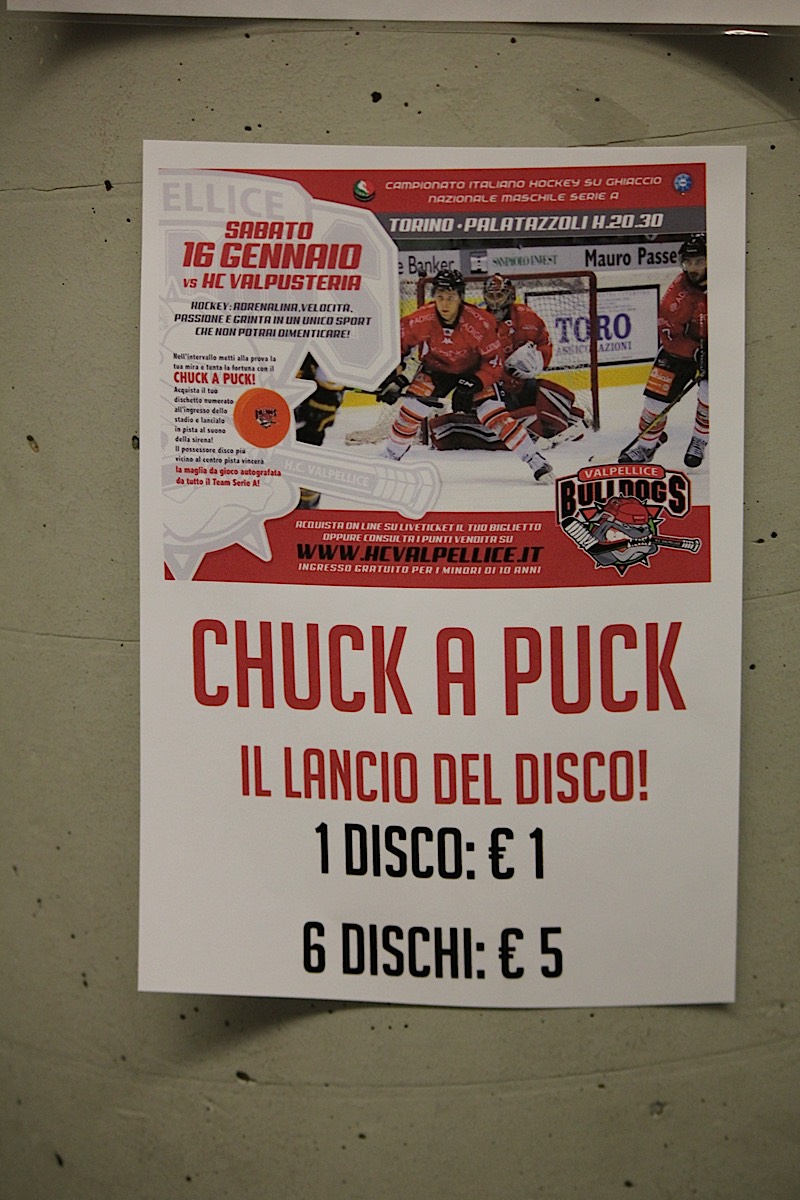 ELLICE
CAMPIONATO ITALIANO HOCKEY SU GHIACCIO
NAZIONALE MASCHILE SERIE A
TORINO • PALATAZZOLI H.20.30
SABATO
16 GENNAIO
VS HC VALPUSTERIA
HOCKEY: ADRENALINA, VELOCITÀ,
PASSIONE E GRINTA IN UN UNICO SPORT
CHE NON POTRAI DIMENTICARE!
Nell'intervallo metti alla prova la
tua mira e tenta la fortuna con il
CHUCK A PUCK!
Acquista il tuo
dischetto numerato
all'ingresso dello
stadio e lancialo
in pista al suono
della sirena!
Il possessore disco più
vicino al centro pista vincerà
la maglia da gioco autografata
da tutto il Team Serie A!
e Banker
SANPAOLO INVEST
Mauro Passe
TORO
ASSICURAZIONI
H.C. VALPELLICE
VALPELLICE
BULLDOGS
ACQUISTA ON LINE SU LIVETICKET IL TUO BIGLIETTO
OPPURE CONSULTA I PUNTI VENDITA SU
WWW.HCVALPELLICE.IT
INGRESSO GRATUITO PER I MINORI DI 10 ANNI
CHUCK A PUCK
IL LANCIO DEL DISCO!
1 DISCO: € 1
6 DISCHI: € 5